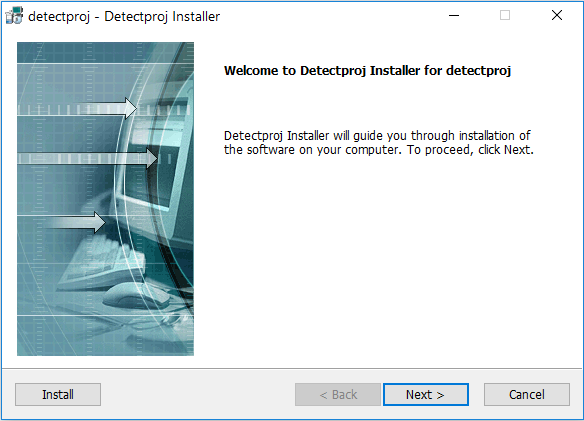 detectproj - Detectproj Installer
Welcome to Detectproj Installer for detectproj
Detectproj Installer will guide you through installation of
the software on your computer. To proceed, click Next.
Install
< Back
Next >
Cancel